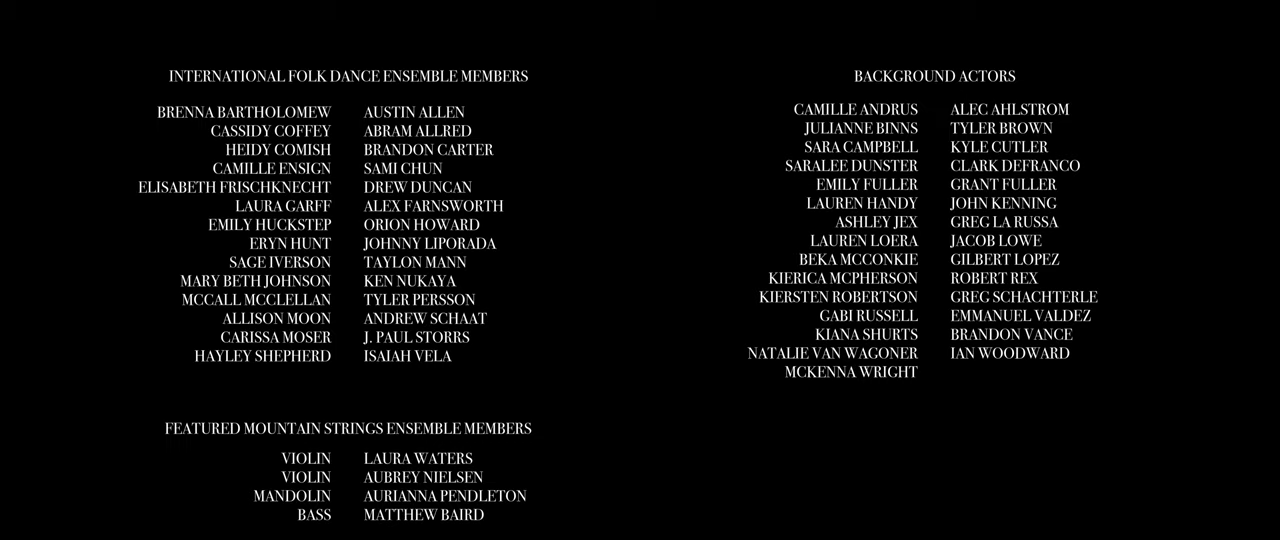 INTERNATIONAL FOLK DANCE ENSEMBLE MEMBERS
BRENNA BARTHOLOMEW AUSTIN ALLEN
CASSIDY COFFEY ABRAM ALLRED
HEIDY COMISH BRANDON CARTER
CAMILLE ENSIGN SAMI CHUN
ELISABETH FRISCHKNECHT DREW DUNCAN
LAURA GARFF ALEX FARNSWORTH
EMILY HUCKSTEP ORION HOWARD
ERYN HUNT JOHNNY LIPORADA
SAGE IVERSON TAYLON MANN
MARY BETH JOHNSON KEN NUKAYA
MCCALL MCCLELLAN TYLER PERSSON
ALLISON MOON ANDREW SCHAAT
CARISSA MOSER J. PAUL STORRS
HAYLEY SHEPHERD ISAIAH VELA
FEATURED MOUNTAIN STRINGS ENSEMBLE MEMBERS
VIOLIN LAURA WATERS
VIOLIN AUBREY NIELSEN
MANDOLIN AURIANNA PENDLETON
BASS MATTHEW BAIRD
BACKGROUND ACTORS
CAMILLE ANDRUS ALEC AHLSTROM
JULIANNE BINNS TYLER BROWN
SARA CAMPBELL KYLE CUTLER
SARALEE DUNSTER CLARK DEFRANCO
EMILY FULLER GRANT FULLER
LAUREN HANDY JOHN KENNING
ASHLEY JEX GREG LA RUSSA
LAUREN LOERA JACOB LOWE
BEKA MCCONKIE GILBERT LOPEZ
KIERICA MCPHERSON ROBERT REX
KIERSTEN ROBERTSON GREG SCHACHTERLE
GABI RUSSELL EMMANUEL VALDEZ
KIANA SHURTS BRANDON VANCE
NATALIE VAN WAGONER IAN WOODWARD
MCKENNA WRIGHT